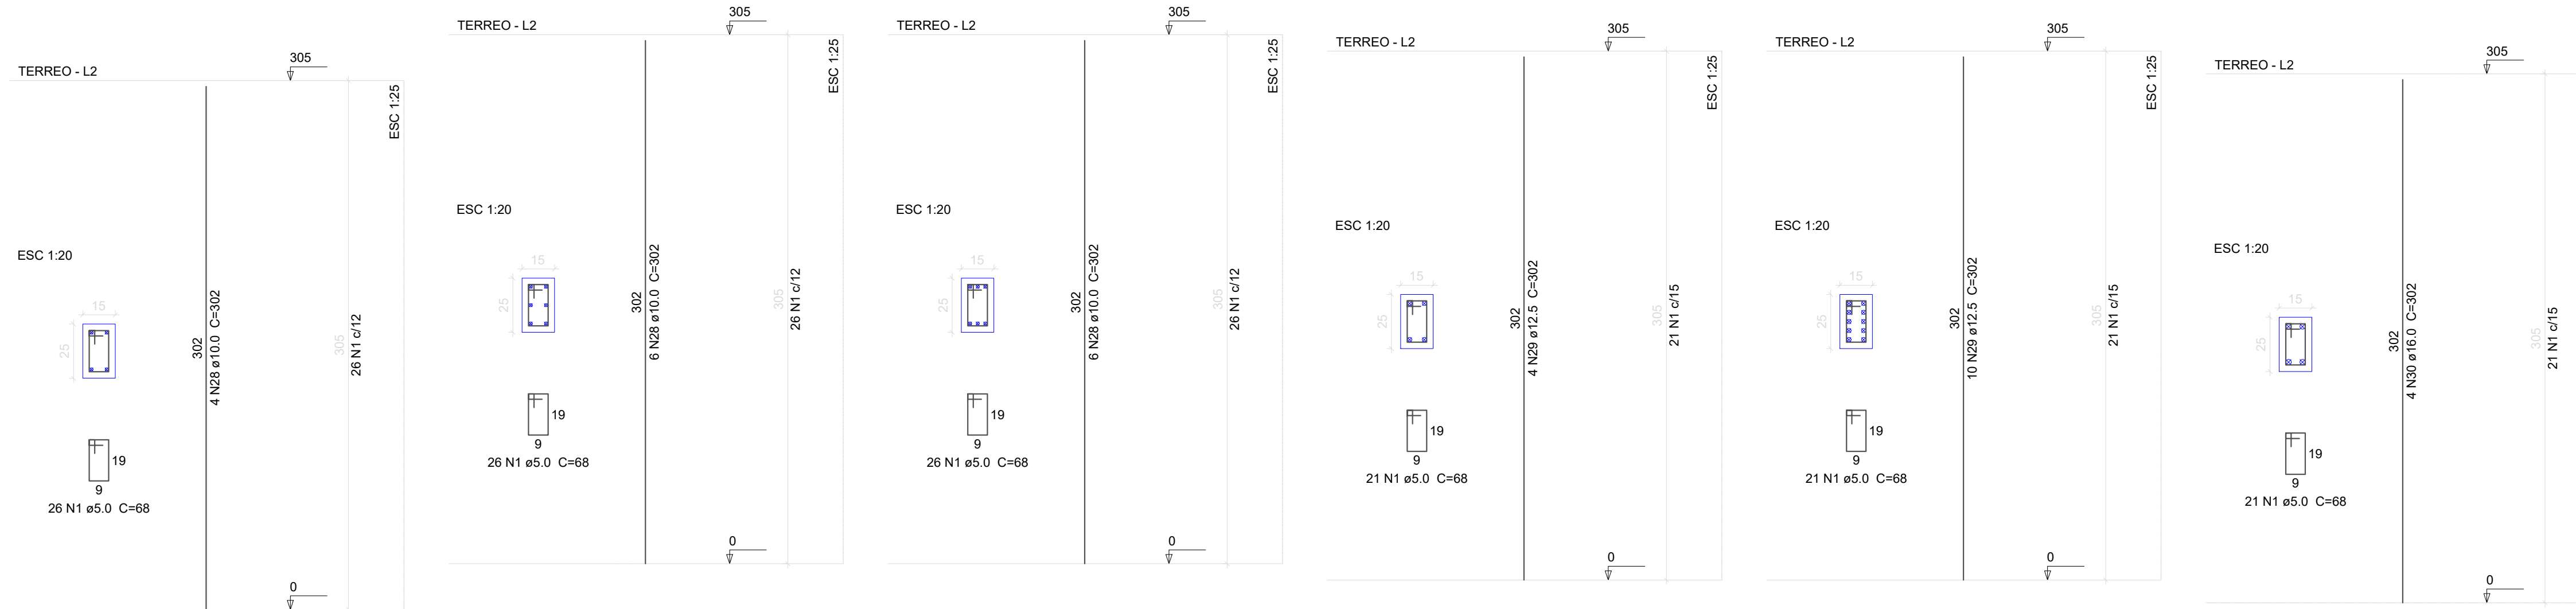 TERREO - L2
305
ESC 1:25
ESC 1:20
15
25
302
4 N28 ø10.0  C=302
305
26 N1 c/12
19
9
26 N1 ø5.0  C=68
0
TERREO - L2
305
ESC 1:25
ESC 1:20
15
25
302
6 N28 ø10.0  C=302
305
26 N1 c/12
19
9
26 N1 ø5.0  C=68
0
TERREO - L2
305
ESC 1:25
ESC 1:20
15
25
302
6 N28 ø10.0  C=302
305
26 N1 c/12
19
9
26 N1 ø5.0  C=68
0
TERREO - L2
305
ESC 1:25
ESC 1:20
15
25
302
4 N29 ø12.5  C=302
305
21 N1 c/15
19
9
21 N1 ø5.0  C=68
0
TERREO - L2
305
ESC 1:25
ESC 1:20
15
25
302
10 N29 ø12.5  C=302
305
21 N1 c/15
19
9
21 N1 ø5.0  C=68
0
TERREO - L2
305
ESC 1:20
15
25
302
4 N30 ø16.0  C=302
305
21 N1 c/15
19
9
21 N1 ø5.0  C=68
0